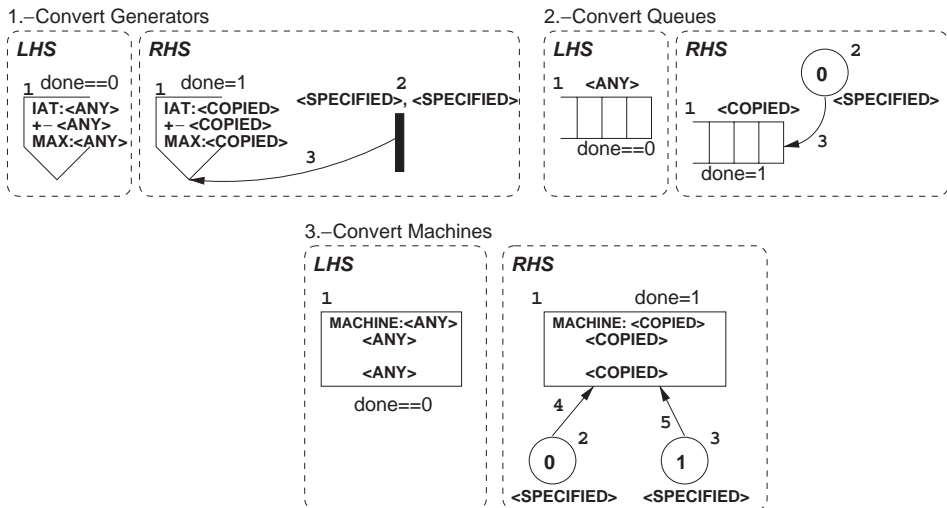 1.–Convert Generators
LHS
1 done==0
IAT:<ANY>
+– <ANY>
MAX:<ANY>
RHS
1 done=1
IAT:<COPIED>
+– <COPIED>
MAX:<COPIED>
2
<SPECIFIED>, <SPECIFIED>
3
2.–Convert Queues
LHS
1 <ANY>
done==0
RHS
2
0
<SPECIFIED>
1 <COPIED>
3
done=1
3.–Convert Machines
LHS
1
MACHINE:<ANY>
<ANY>
<ANY>
done==0
RHS
1 done=1
MACHINE: <COPIED>
<COPIED>
<COPIED>
4 5
2 3
0 1
<SPECIFIED> <SPECIFIED>